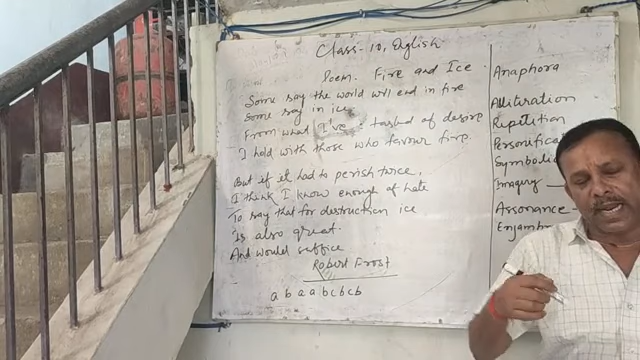 Class-10, English
Poem. Fire and Ice
Some say the world will end in fire
Some say in ice
From what I've tasted of desire
I hold with those who favour fire.
But if it had to perish twice,
I think I know enough of hate
To say that for destruction ice
Is also great.
And would suffice
Robert Frost
a b a a b c b c b
Anaphora
Alliteration
Repetition
Personificat
Symbolis
Imagery
Assonance
Enjambm